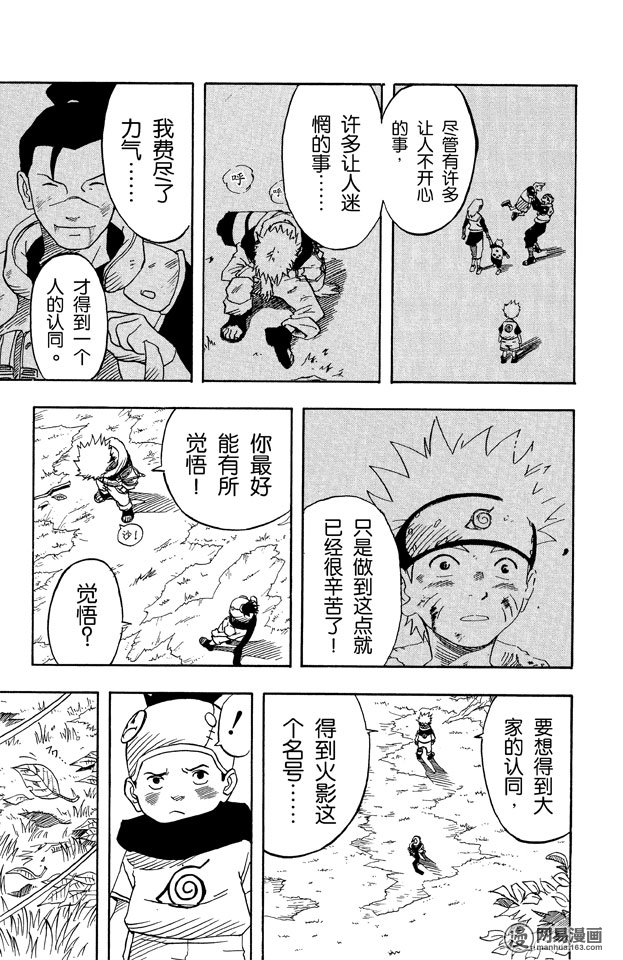 尽管有许多
让人不开心
的事，
许多让人迷
惘的事……
呼
呼
我费尽了
力气……
才得到一个
人的认同。
只是做到这点就
已经很辛苦了！
你最好
能有所
觉悟！
觉悟？
要想得到大
家的认同，
得到火影这
个名号……
！
网易漫画
manhua.163.com